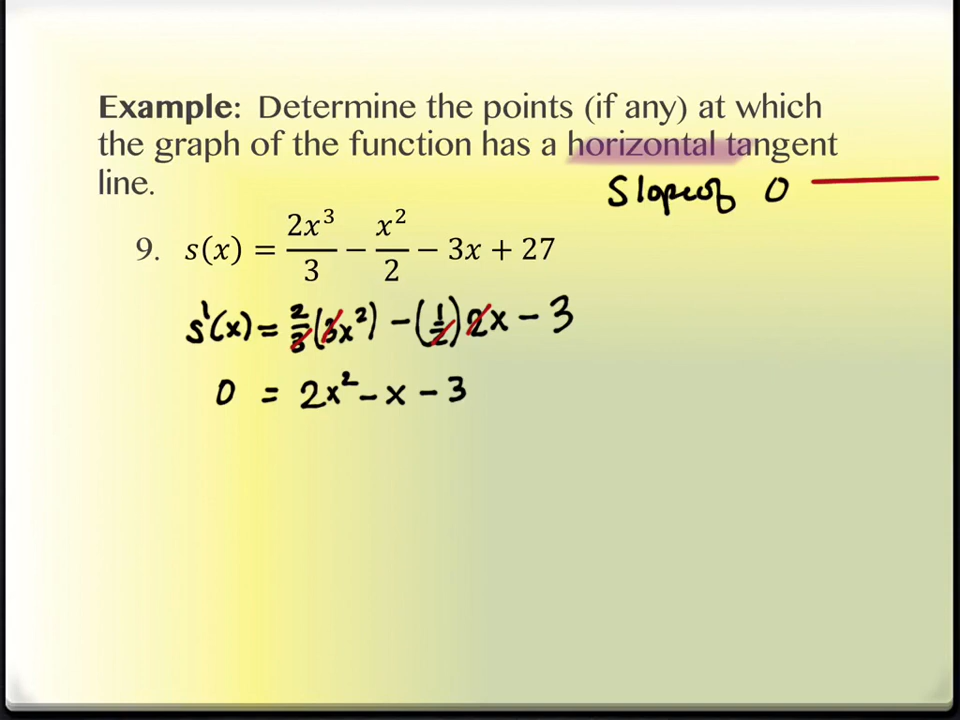 Example: Determine the points (if any) at which
the graph of the function has a horizontal tangent
line.
Slope of 0
9. s(x) = 2x³/3 − x²/2 − 3x + 27
s'(x) = 2/3 (3x²) − (1/2) 2x − 3
0 = 2x² − x − 3